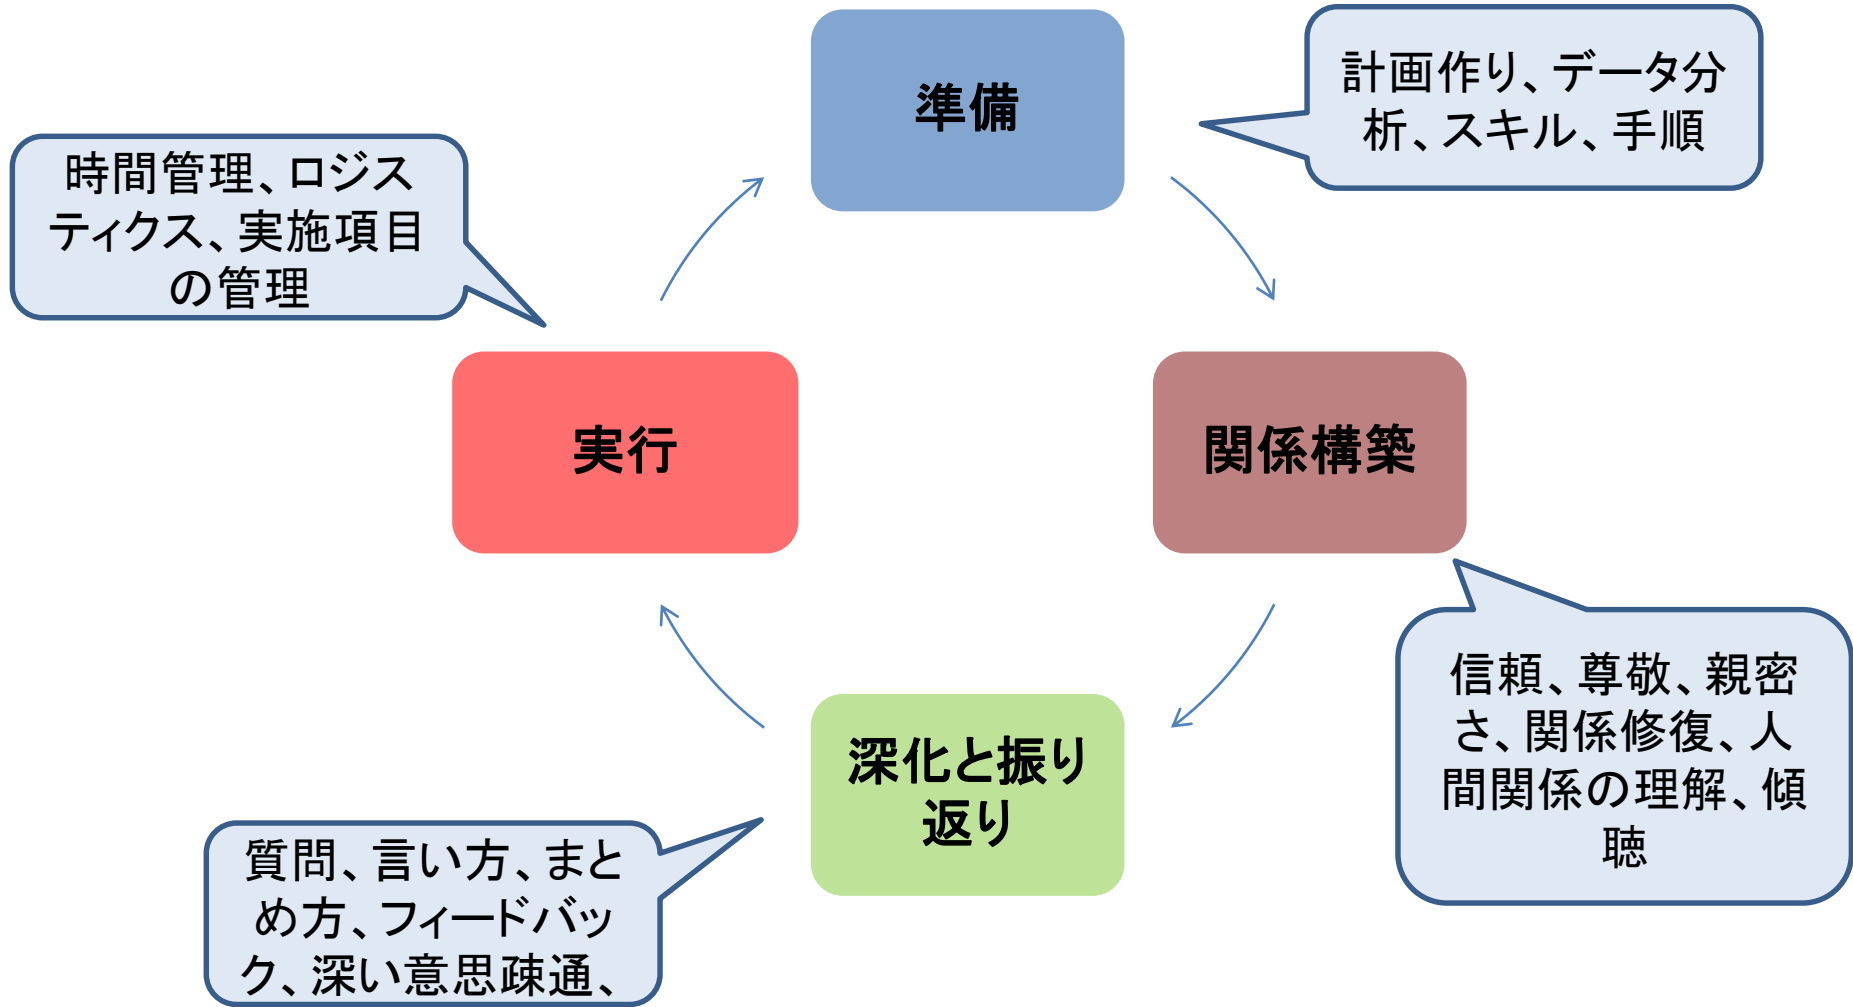 準備
計画作り、データ分
析、スキル、手順
時間管理、ロジス
ティクス、実施項目
の管理
実行
関係構築
信頼、尊敬、親密
さ、関係修復、人
間関係の理解、傾
聴
深化と振り
返り
質問、言い方、まと
め方、フィードバッ
ク、深い意思疎通、